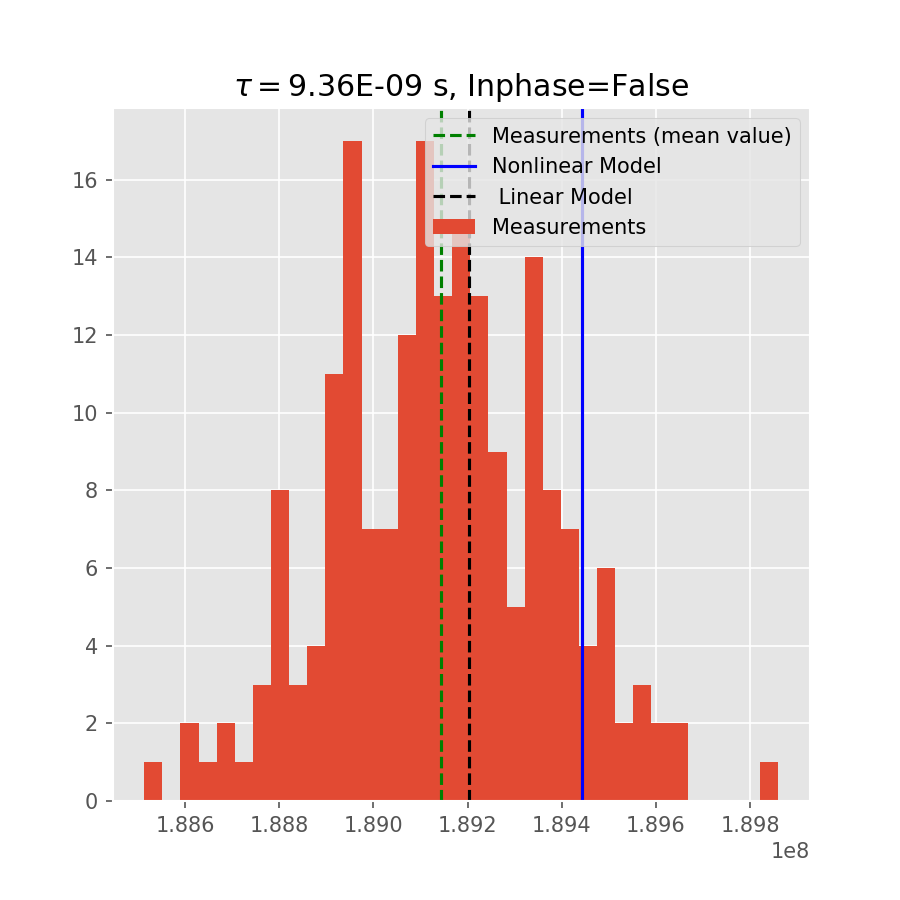 τ = 9.36E-09 s, Inphase=False
Measurements (mean value)
Nonlinear Model
Linear Model
Measurements
16
14
12
10
8
6
4
2
0
1.886 1.888 1.890 1.892 1.894 1.896 1.898
1e8